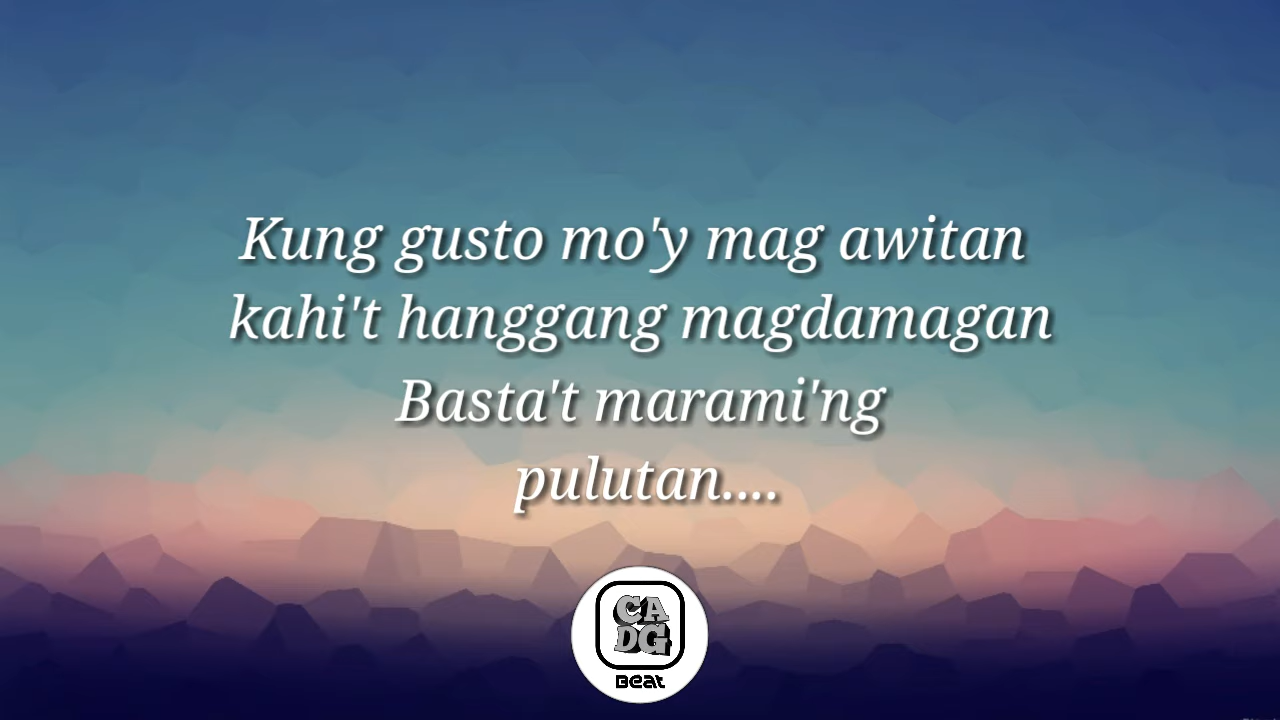 Kung gusto mo'y mag awitan
kahi't hanggang magdamagan
Basta't marami'ng
pulutan....
CA
DG
Beat